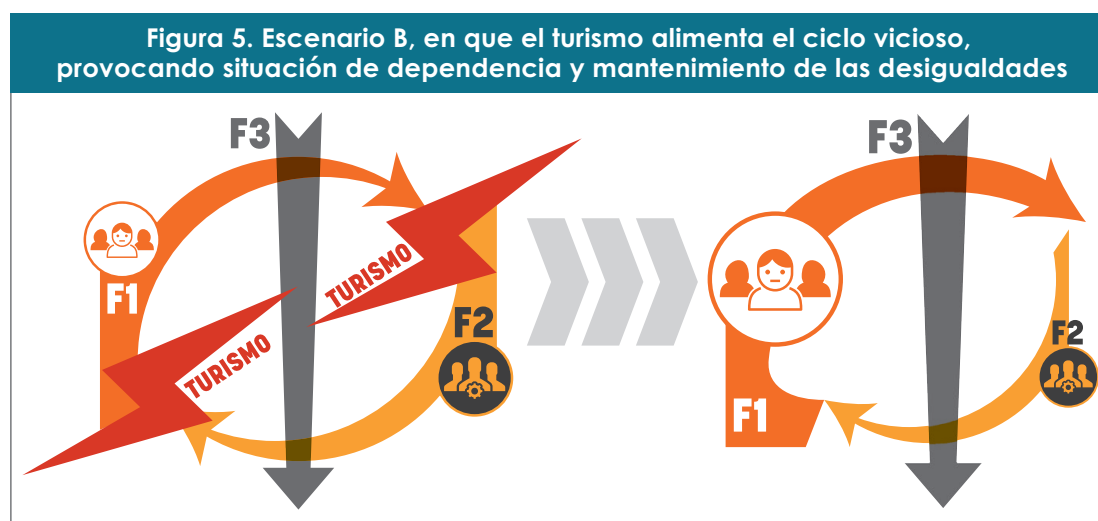 Figura 5. Escenario B, en que el turismo alimenta el ciclo vicioso,
provocando situación de dependencia y mantenimiento de las desigualdades
F3
F1
TURISMO
TURISMO
F2
F3
F1
F2